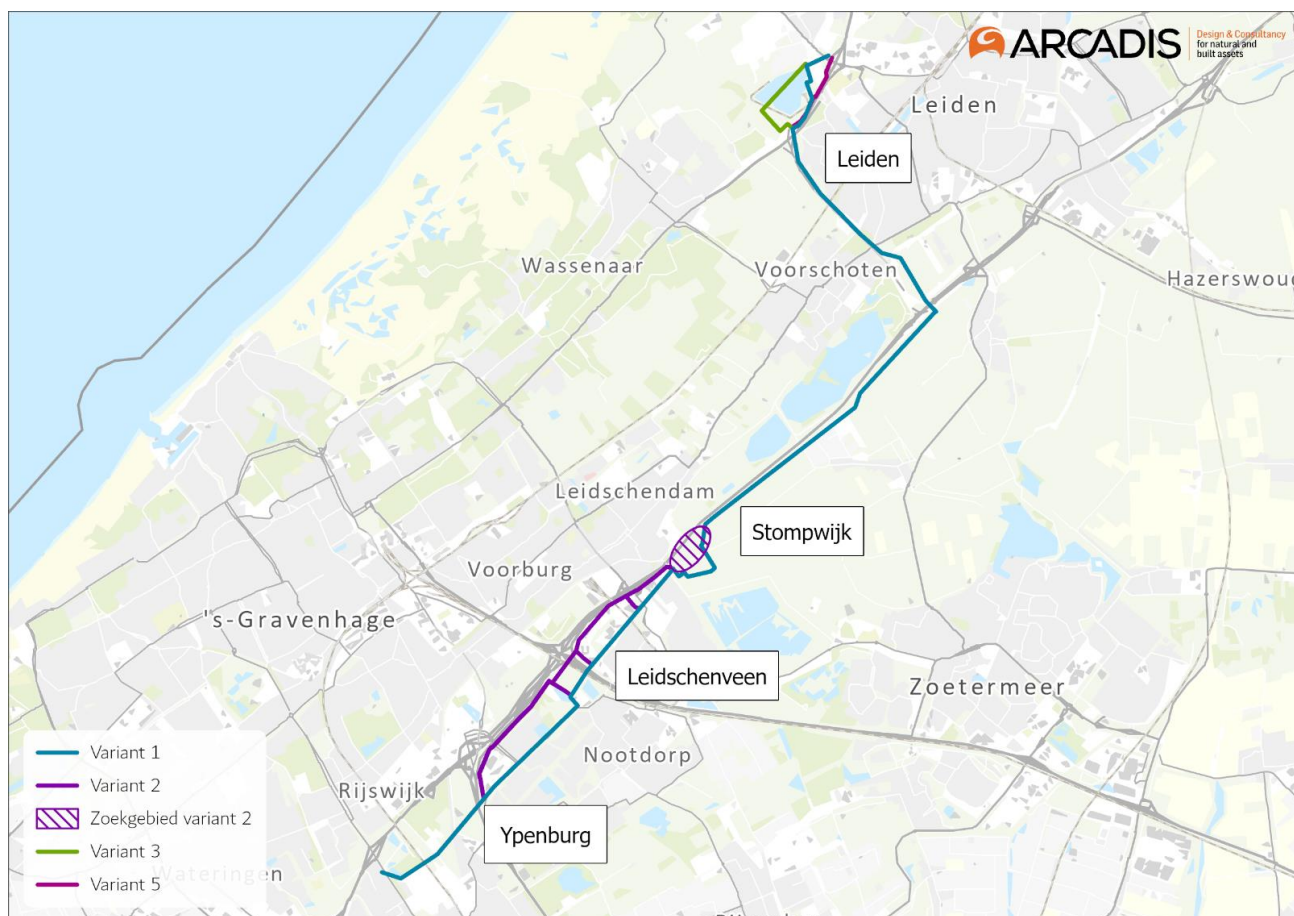 ARCADIS
Design & Consultancy
for natural and
built assets
Leiden
Leiden
Wassenaar
Voorschoten
Hazerswoug
Leidschendam
Stompwijk
Voorburg
's-Gravenhage
Leidschenveen
Zoetermeer
Nootdorp
Rijswijk
Ypenburg
Wateringen
Variant 1
Variant 2
Zoekgebied variant 2
Variant 3
Variant 5